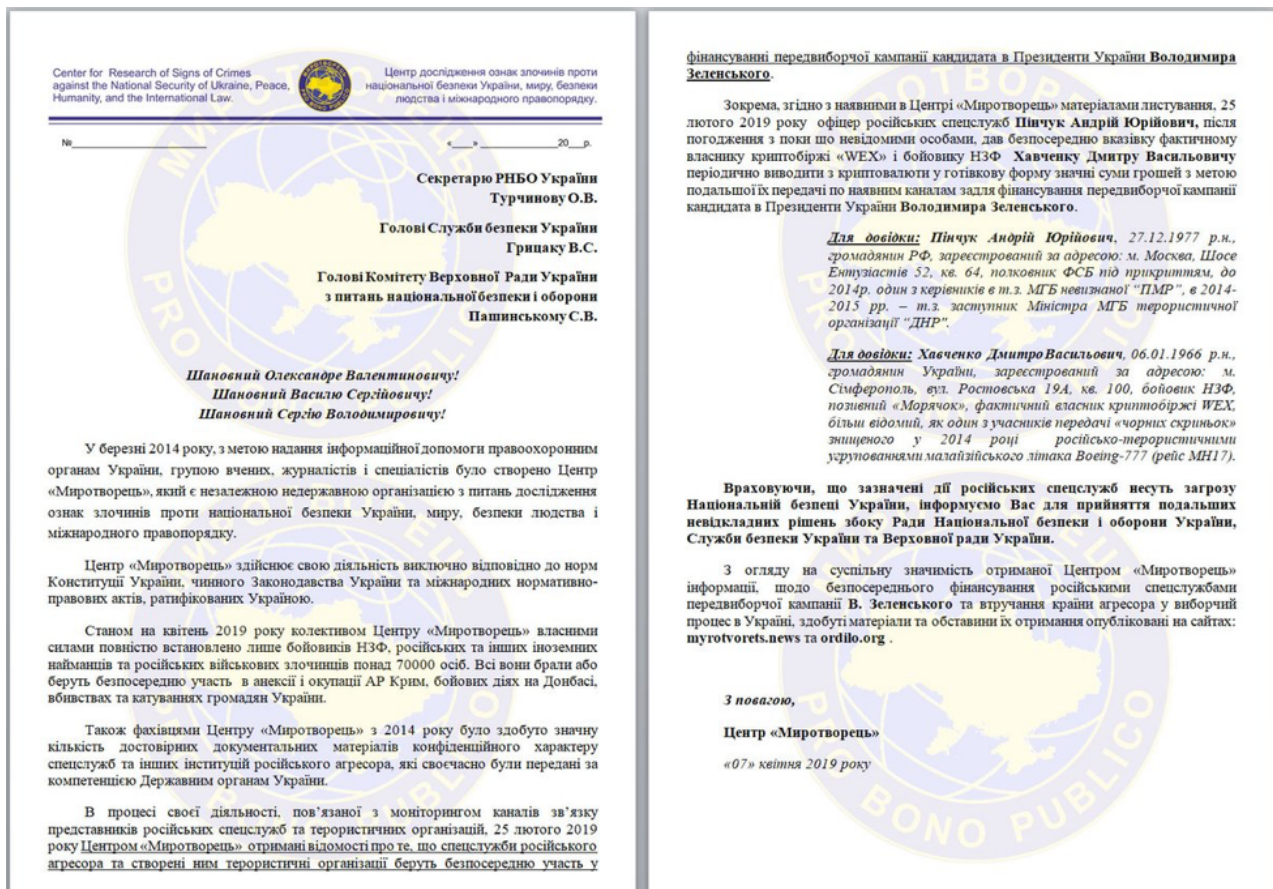 Center for Research of Signs of Crimes
against the National Security of Ukraine, Peace,
Humanity, and the International Law.
Центр дослідження ознак злочинів проти
національної безпеки України, миру, безпеки
людства і міжнародного правопорядку.
№ «___» 20__р.
Секретарю РНБО України
Турчинову О.В.
Голові Служби безпеки України
Грицаку В.С.
Голові Комітету Верховної Ради України
з питань національної безпеки і оборони
Пашинському С.В.
Шановний Олександре Валентиновичу!
Шановний Василю Сергійовичу!
Шановний Сергію Володимировичу!
У березні 2014 року, з метою надання інформаційної допомоги правоохоронним
органам України, групою вчених, журналістів і спеціалістів було створено Центр
«Миротворець», який є незалежною недержавною організацією з питань дослідження
ознак злочинів проти національної безпеки України, миру, безпеки людства і
міжнародного правопорядку.
Центр «Миротворець» здійснює свою діяльність виключно відповідно до норм
Конституції України, чинного Законодавства України та міжнародних нормативно-
правових актів, ратифікованих Україною.
Станом на квітень 2019 року колективом Центру «Миротворець» власними
силами повністю встановлено лише бойовиків НЗФ, російських та інших іноземних
найманців та російських військових злочинців понад 70000 осіб. Всі вони брали або
беруть безпосередню участь в анексії і окупації АР Крим, бойових діях на Донбасі,
вбивствах та катуваннях громадян України.
Також фахівцями Центру «Миротворець» з 2014 року було здобуто значну
кількість достовірних документальних матеріалів конфіденційного характеру
спецслужб та інших інституцій російського агресора, які своєчасно були передані за
компетенцією Державним органам України.
В процесі своєї діяльності, пов’язаної з моніторингом каналів зв’язку
представників російських спецслужб та терористичних організацій, 25 лютого 2019
року Центром «Миротворець» отримані відомості про те, що спецслужби російського
агресора та створені ним терористичні організації беруть безпосередню участь у
фінансуванні передвиборчої кампанії кандидата в Президенти України Володимира
Зеленського.
Зокрема, згідно з наявними в Центрі «Миротворець» матеріалами листування, 25
лютого 2019 року офіцер російських спецслужб Пінчук Андрій Юрійович, після
погодження з поки що невідомими особами, дав безпосередню вказівку фактичному
власнику криптобіржі «WEX» і бойовику НЗФ Хавченку Дмитру Васильовичу
періодично виводити з криптовалюти у готівкову форму значні суми грошей з метою
подальшої їх передачі по наявним каналам задля фінансування передвиборчої кампанії
кандидата в Президенти України Володимира Зеленського.
Для довідки: Пінчук Андрій Юрійович, 27.12.1977 р.н.,
громадянин РФ, зареєстрований за адресою: м. Москва, Шосе
Ентузіастів 52, кв. 64, полковник ФСБ під прикриттям, до
2014р. один з керівників в т.з. МГБ невизнаної “ПМР”, в 2014-
2015 рр. – т.з. заступник Міністра МГБ терористичної
організації “ДНР”.
Для довідки: Хавченко Дмитро Васильович, 06.01.1966 р.н.,
громадянин України, зареєстрований за адресою: м.
Сімферополь, вул. Ростовська 19А, кв. 100, бойовик НЗФ,
позивний «Морячок», фактичний власник криптобіржі WEX,
більш відомий, як один з учасників передачі «чорних скриньок»
знищеного у 2014 році російсько-терористичними
угрупованнями малайзійського літака Boeing-777 (рейс MH17).
Враховуючи, що зазначені дії російських спецслужб несуть загрозу
Національній безпеці України, інформуємо Вас для прийняття подальших
невідкладних рішень збоку Ради Національної безпеки і оборони України,
Служби безпеки України та Верховної ради України.
З огляду на суспільну значимість отриманої Центром «Миротворець»
інформації, щодо безпосереднього фінансування російськими спецслужбами
передвиборчої кампанії В. Зеленського та втручання країни агресора у виборчий
процес в Україні, здобуті матеріали та обставини їх отримання опубліковані на сайтах:
myrotvorets.news та ordilo.org .
З повагою,
Центр «Миротворець»
«07» квітня 2019 року
МИРОТВОРЕЦЬ
PRO BONO PUBLICO
МИРОТВОРЕЦЬ
PRO BONO PUBLICO